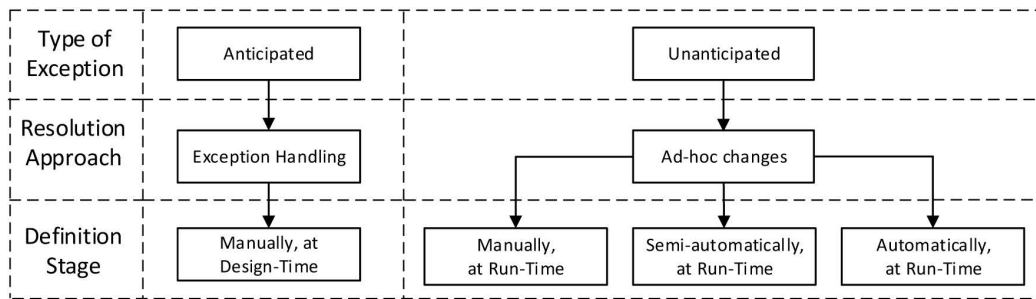 Type of
Exception
Anticipated
Unanticipated
Resolution
Approach
Exception Handling
Ad-hoc changes
Definition
Stage
Manually, at
Design-Time
Manually,
at Run-Time
Semi-automatically,
at Run-Time
Automatically,
at Run-Time